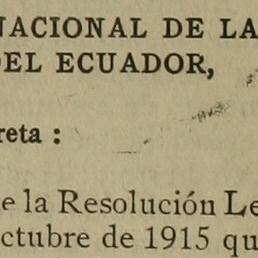 NACIONAL DE LA
DEL ECUADOR,
reta :
e la Resolución Le
ctubre de 1915 qu